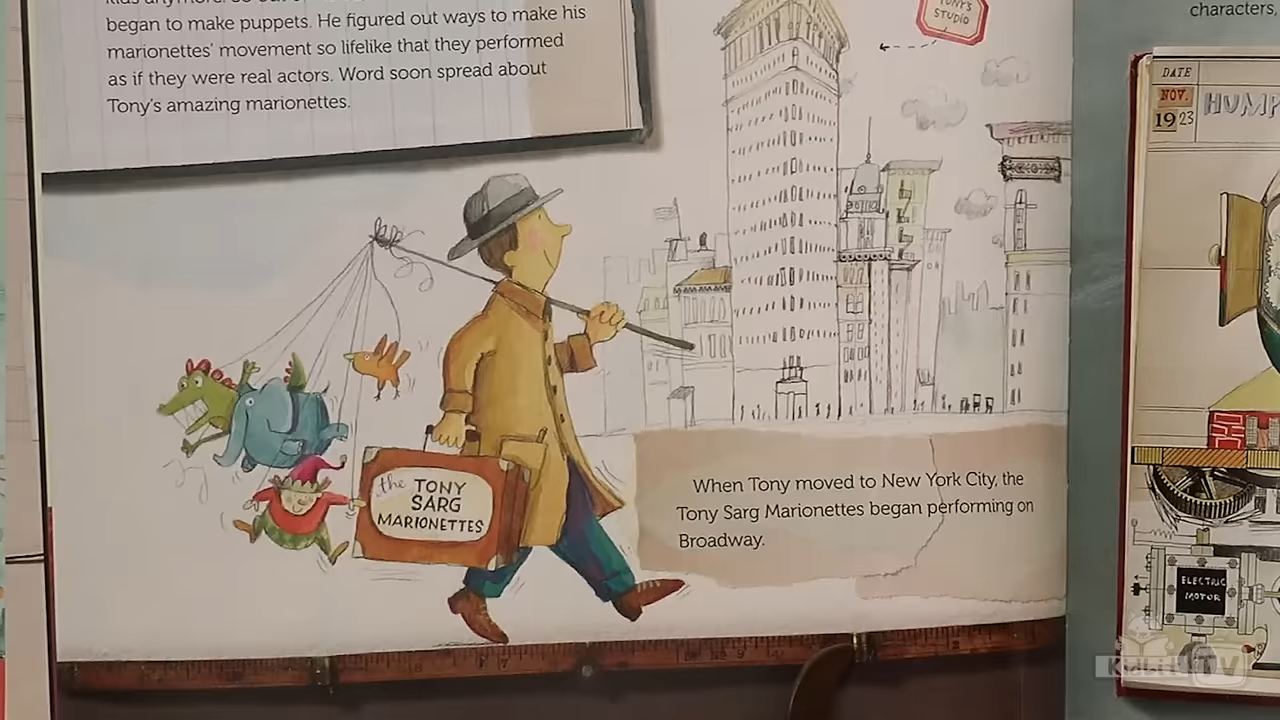 began to make puppets. He figured out ways to make his
marionettes' movement so lifelike that they performed
as if they were real actors. Word soon spread about
Tony's amazing marionettes.
TONY'S
STUDIO
characters,
DATE
NOV.
1923
the TONY
SARG
MARIONETTES
When Tony moved to New York City, the
Tony Sarg Marionettes began performing on
Broadway.
ELECTRIC
MOTOR
KidLit TV